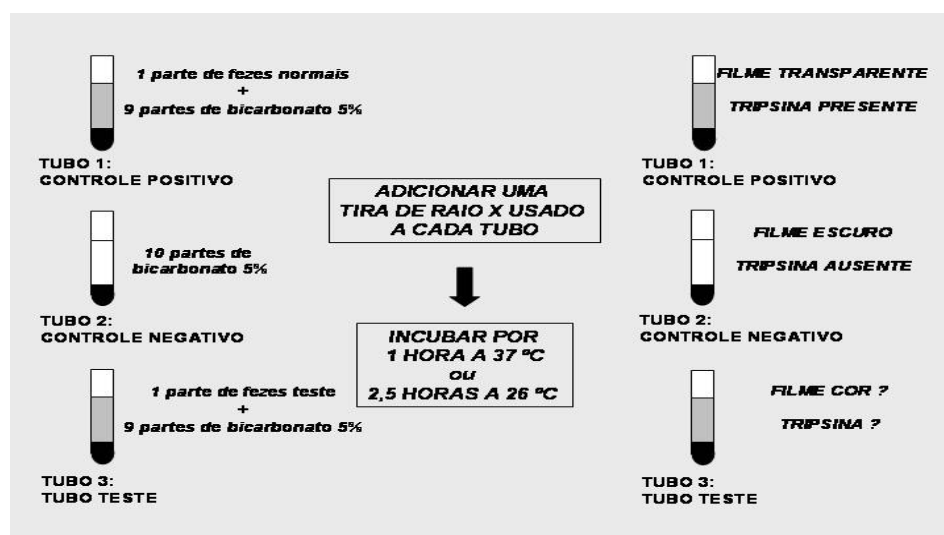 1 parte de fezes normais
+
9 partes de bicarbonato 5%
TUBO 1:
CONTROLE POSITIVO
10 partes de
bicarbonato 5%
TUBO 2:
CONTROLE NEGATIVO
1 parte de fezes teste
+
9 partes de bicarbonato 5%
TUBO 3:
TUBO TESTE
ADICIONAR UMA
TIRA DE RAIO X USADO
A CADA TUBO
INCUBAR POR
1 HORA A 37 ºC
ou
2,5 HORAS A 26 ºC
FILME TRANSPARENTE
TRIPSINA PRESENTE
TUBO 1:
CONTROLE POSITIVO
FILME ESCURO
TRIPSINA AUSENTE
TUBO 2:
CONTROLE NEGATIVO
FILME COR ?
TRIPSINA ?
TUBO 3:
TUBO TESTE